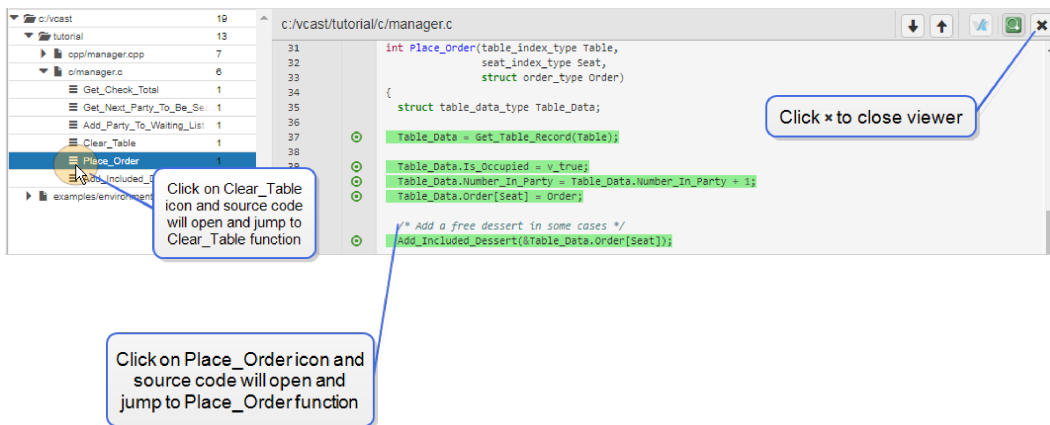 c:/vcast 19
tutorial 13
cpp/manager.cpp 7
c/manager.c 6
Get_Check_Total 1
Get_Next_Party_To_Be_Se 1
Add_Party_To_Waiting_List 1
Clear_Table 1
Place_Order 1
Add_Included_D
examples/environment
Click on Clear_Table
icon and source code
will open and jump to
Clear_Table function
c:/vcast/tutorial/c/manager.c
31 int Place_Order(table_index_type Table,
32 seat_index_type Seat,
33 struct order_type Order)
34 {
35 struct table_data_type Table_Data;
36
37 Table_Data = Get_Table_Record(Table);
38
39 Table_Data.Is_Occupied = v_true;
40 Table_Data.Number_In_Party = Table_Data.Number_In_Party + 1;
Table_Data.Order[Seat] = Order;
/* Add a free dessert in some cases */
Add_Included_Dessert(&Table_Data.Order[Seat]);
Click × to close viewer
Click on Place_Order icon and
source code will open and
jump to Place_Order function